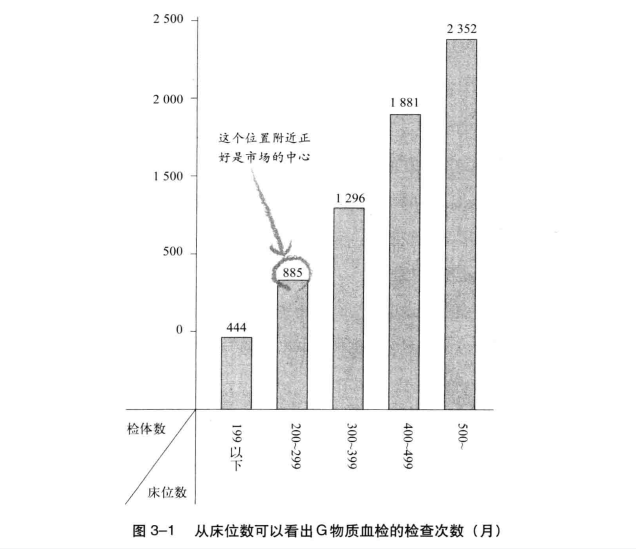 2 500
2 352
2 000
1 881
这个位置附近正
好是市场的中心
1 500
1 296
500
885
0
444
检体数
床位数
199以下
200~299
300~399
400~499
500~
图 3-1 从床位数可以看出G物质血检的检查次数（月）